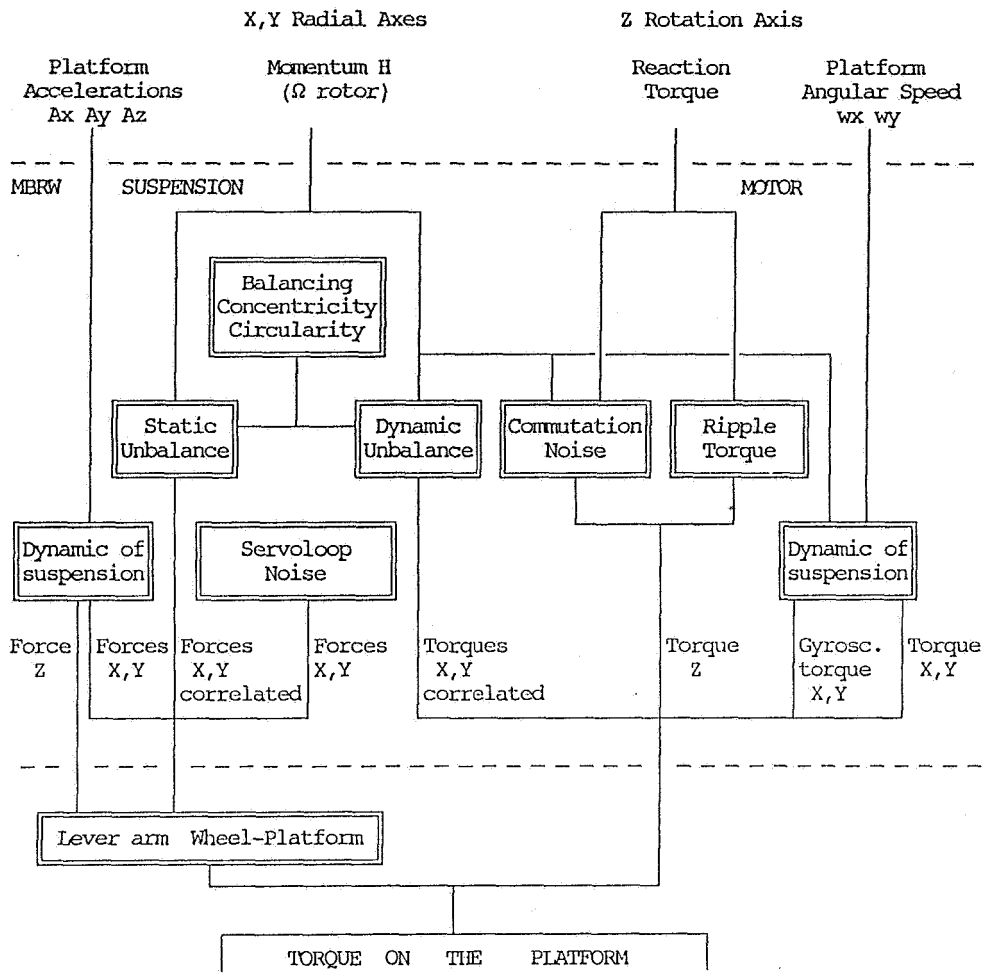 X,Y Radial Axes Z Rotation Axis
Platform Momentum H Reaction Platform
Accelerations (Ω rotor) Torque Angular Speed
Ax Ay Az wx wy
MBRW SUSPENSION MOTOR
Balancing
Concentricity
Circularity
Static Dynamic Commutation Ripple
Unbalance Unbalance Noise Torque
Dynamic of Servoloop Dynamic of
suspension Noise suspension
Force Forces Forces Forces Torques Torque Gyrosc. Torque
Z X,Y X,Y X,Y X,Y Z torque X,Y
correlated correlated X,Y
Lever arm Wheel-Platform
TORQUE ON THE PLATFORM